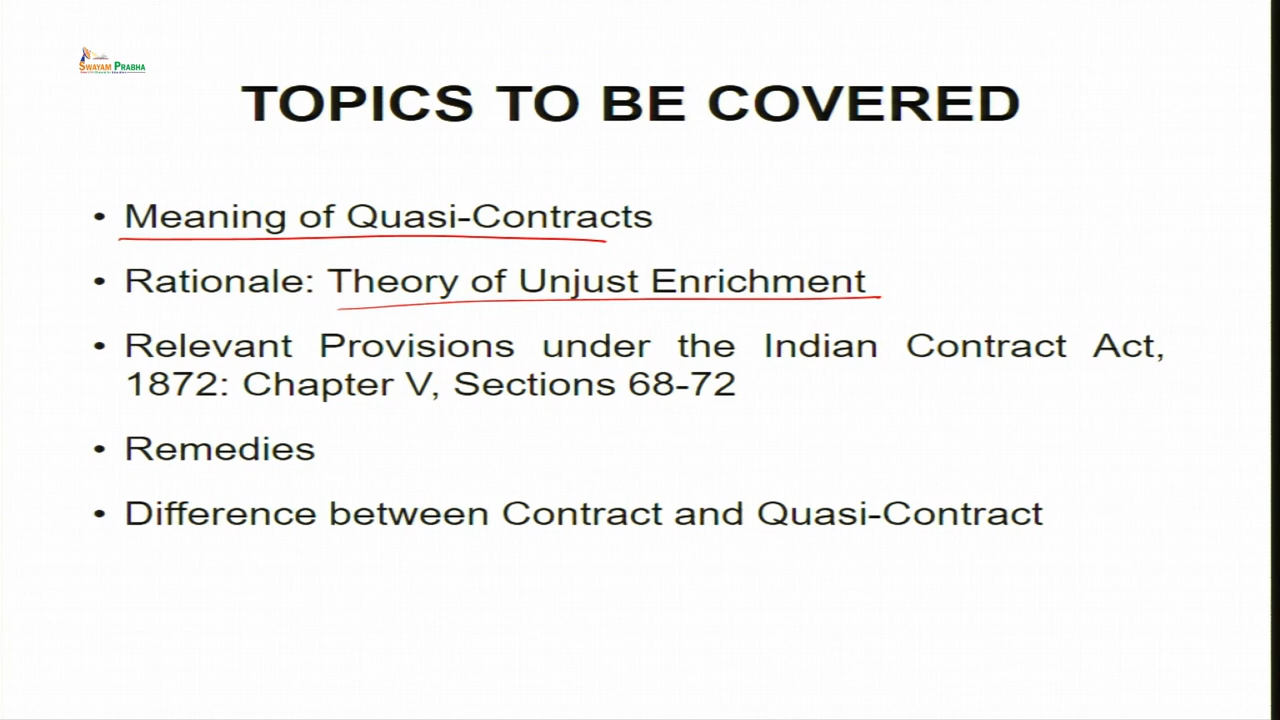 SWAYAM PRABHA
TOPICS TO BE COVERED
• Meaning of Quasi-Contracts
• Rationale: Theory of Unjust Enrichment
• Relevant Provisions under the Indian Contract Act,
1872: Chapter V, Sections 68-72
• Remedies
• Difference between Contract and Quasi-Contract